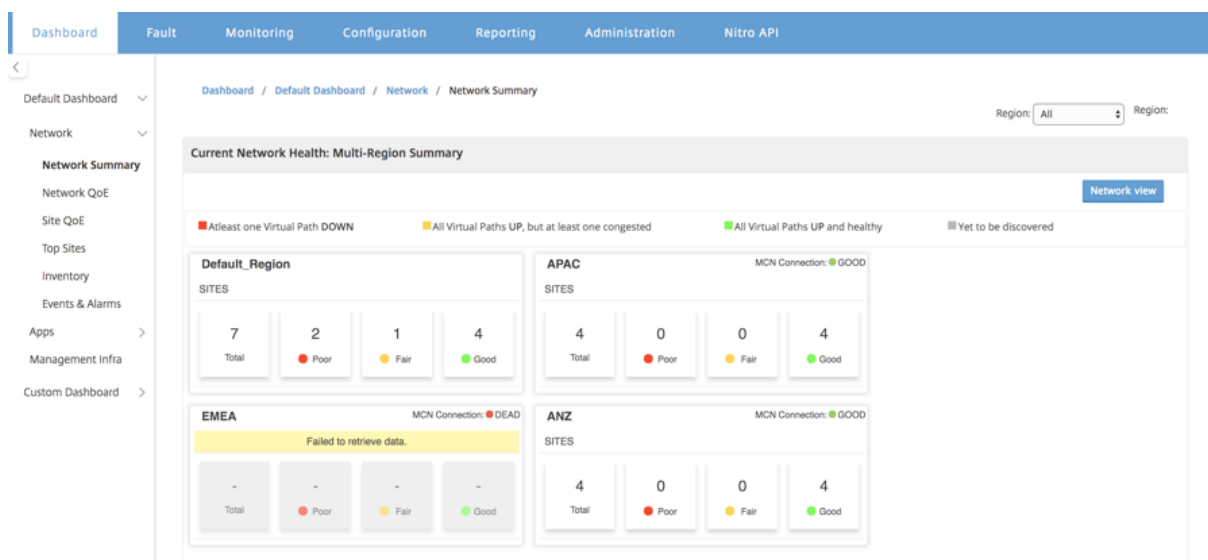 Dashboard Fault Monitoring Configuration Reporting Administration Nitro API
<
Default Dashboard
Network
Network Summary
Network QoE
Site QoE
Top Sites
Inventory
Events & Alarms
Apps
Management Infra
Custom Dashboard
Dashboard / Default Dashboard / Network / Network Summary
Region: All Region:
Current Network Health: Multi-Region Summary
Network view
Atleast one Virtual Path DOWN All Virtual Paths UP, but at least one congested All Virtual Paths UP and healthy Yet to be discovered
Default_Region
SITES
7 2 1 4
Total Poor Fair Good
APAC MCN Connection: GOOD
SITES
4 0 0 4
Total Poor Fair Good
EMEA MCN Connection: DEAD
Failed to retrieve data.
- - - -
Total Poor Fair Good
ANZ MCN Connection: GOOD
SITES
4 0 0 4
Total Poor Fair Good